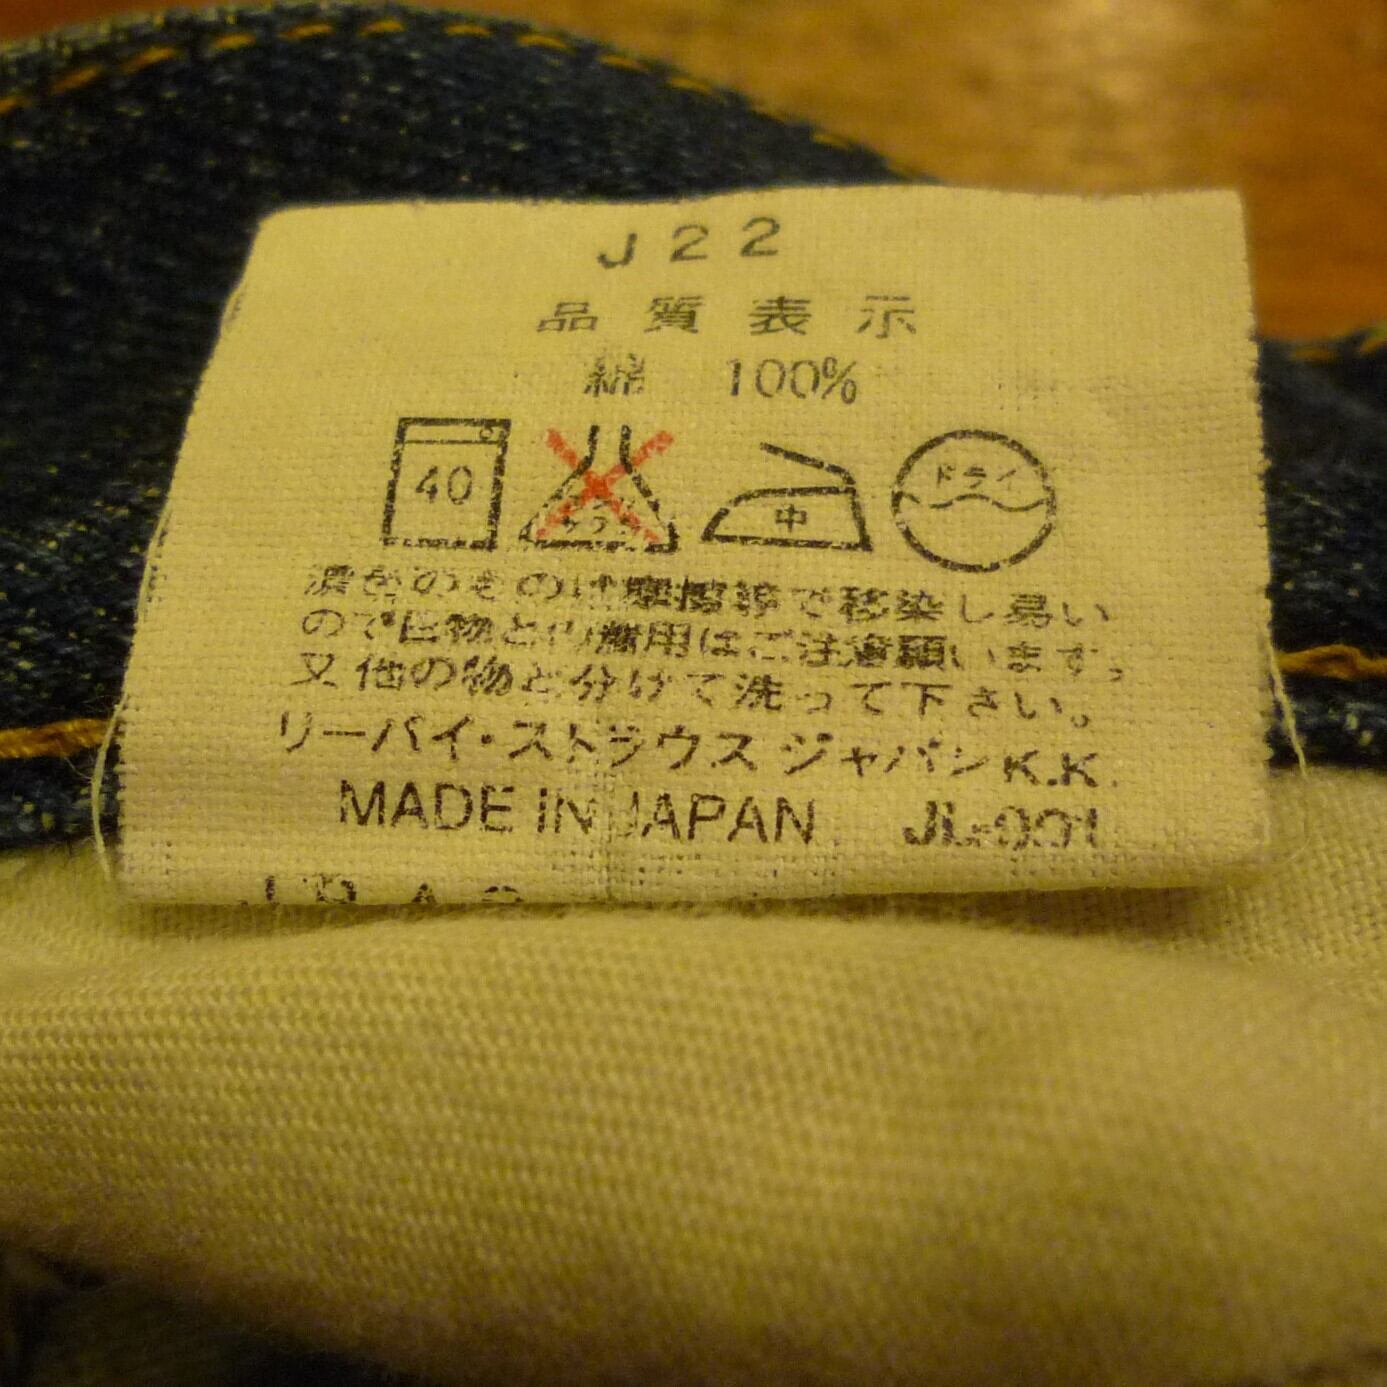 J22
品質表示
綿 100%
40
中
ドライ
濃色のものは摩擦等で移染し易い
ので白物との着用はご注意願います。
又他の物と分けて洗って下さい。
リーバイ・ストラウス ジャパンK.K.
MADE IN JAPAN JL-001